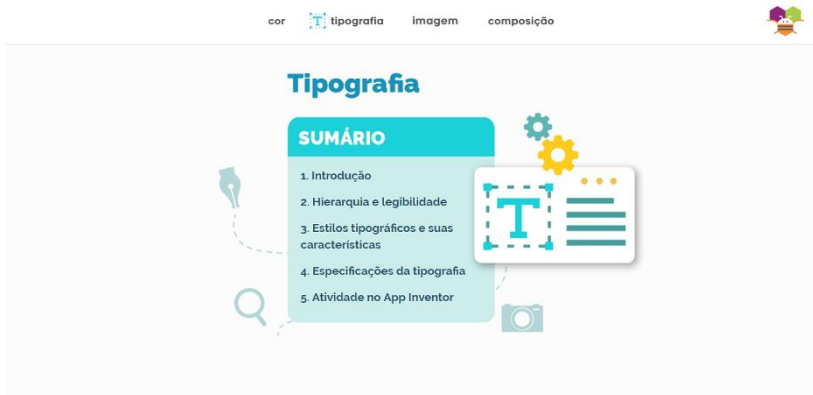 cor tipografia imagem composição
Tipografia
SUMÁRIO
1. Introdução
2. Hierarquia e legibilidade
3. Estilos tipográficos e suas
características
4. Especificações da tipografia
5. Atividade no App Inventor
T